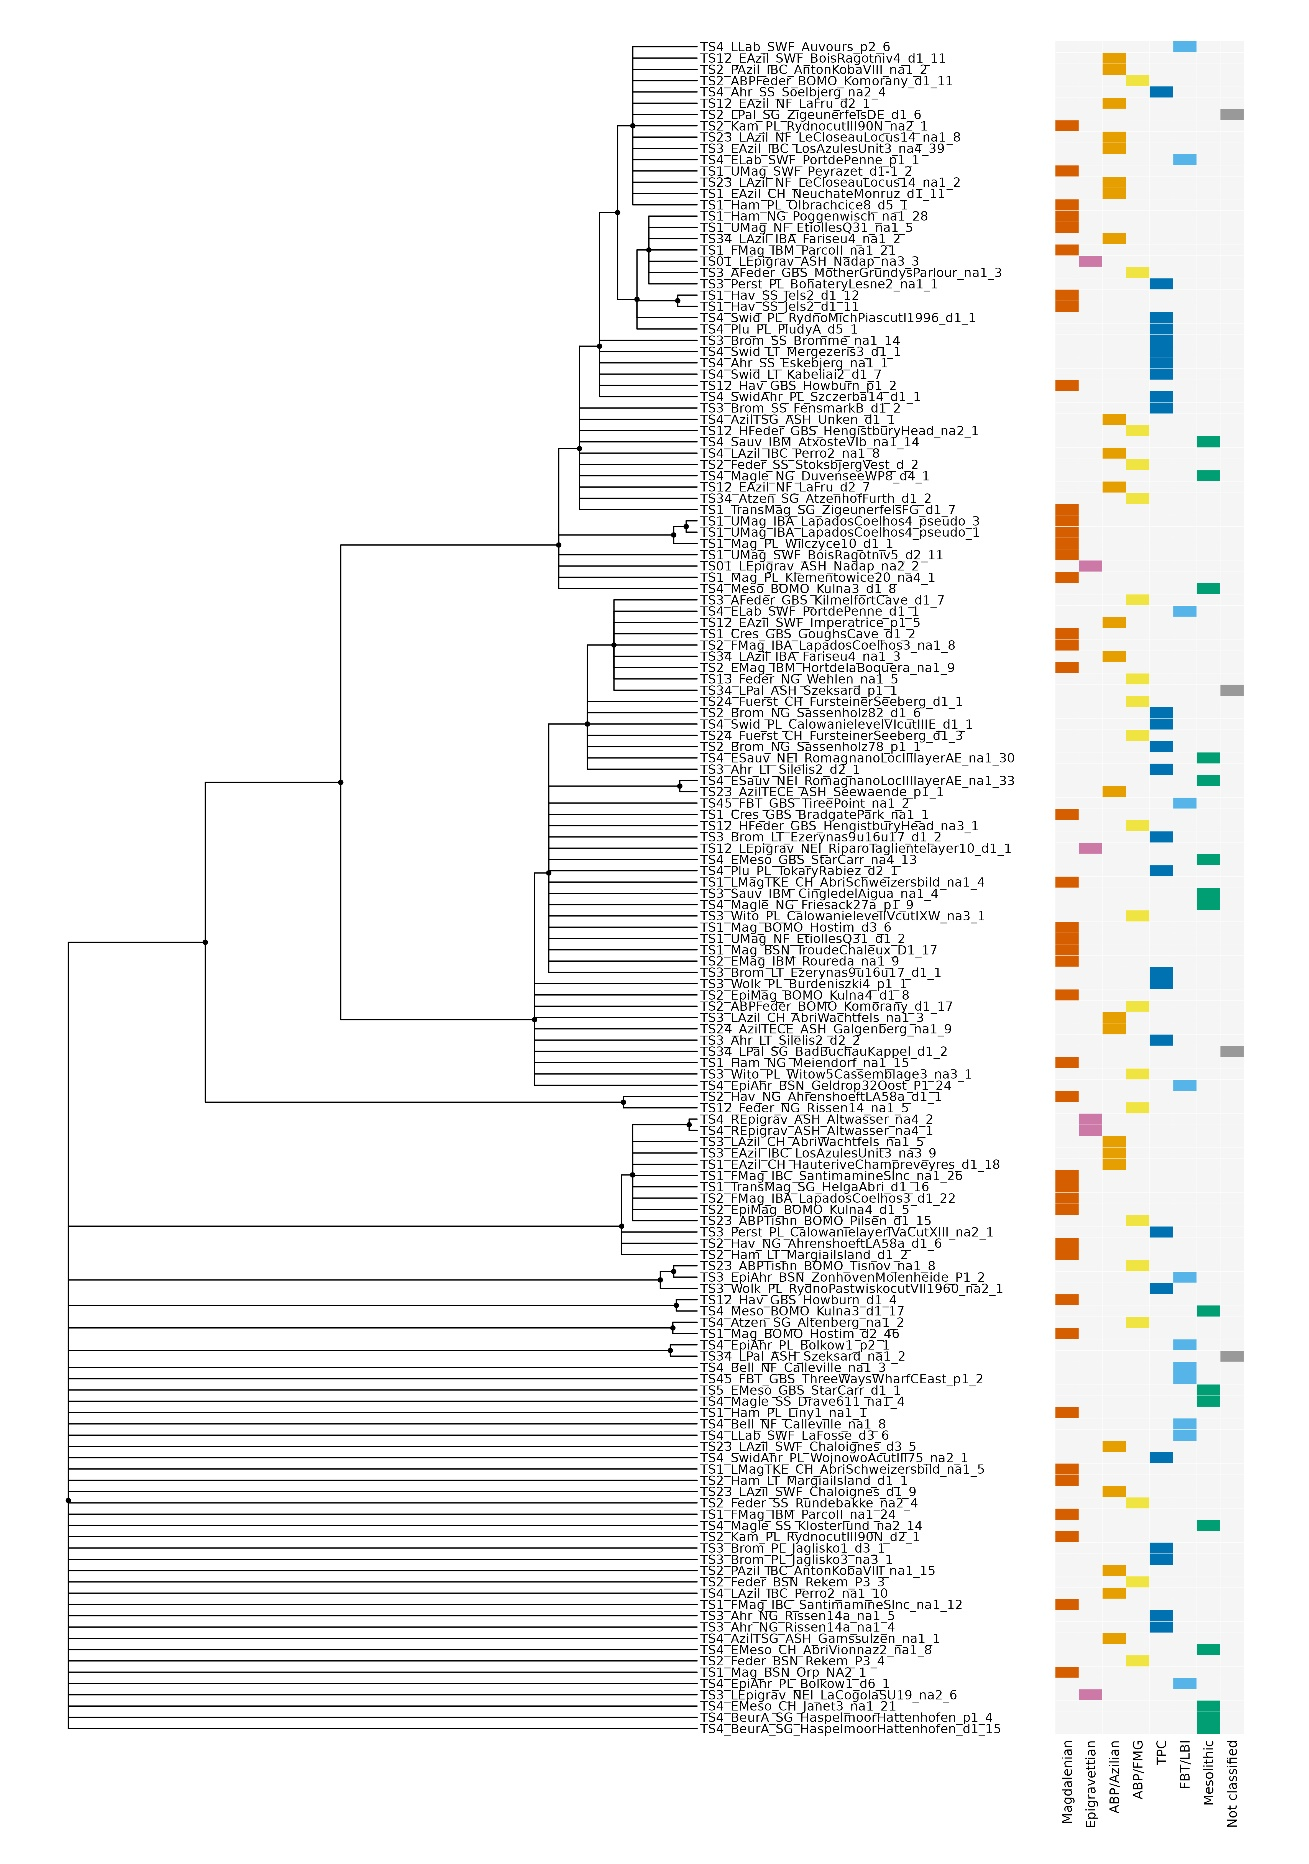 TS4_LLab_SWF_Auvours_p2_6
TS12_EAzil_SWF_BoisRagotniv4_d1_11
TS2_PAzil_IBC_AntonKobaVIII_na1_2
TS2_ABPFeder_BOMO_Komorany_d1_11
TS4_Ahr_SS_Soelbjerg_na2_4
TS12_EAzil_NF_LaFru_d2_1
TS2_LPal_SG_ZigeunerfelsDE_d1_6
TS2_Kam_PL_RydnocutIII90N_na2_1
TS23_LAzil_NF_LeCloseauLocus14_na1_8
TS3_EAzil_IBC_LosAzulesUnit3_na4_39
TS4_ELab_SWF_PortdePenne_p1_1
TS1_UMag_SWF_Peyrazet_d1-1_2
TS23_LAzil_NF_LeCloseauLocus14_na1_2
TS1_EAzil_CH_NeuchateMonruz_d1_11
TS1_Ham_PL_Olbrachcice8_d5_1
TS1_Ham_NG_Poggenwisch_na1_28
TS1_UMag_NF_EtiollesQ31_na1_5
TS34_LAzil_IBA_Fariseu4_na1_2
TS1_FMag_IBM_Parcoll_na1_21
TS01_LEpigrav_ASH_Nadap_na3_3
TS3_AFeder_GBS_MotherGrundysParlour_na1_3
TS3_Perst_PL_BohateryLesne2_na1_1
TS1_Hav_SS_Jels2_d1_12
TS1_Hav_SS_Jels2_d1_11
TS4_Swid_PL_RydnoMichPiascutI1996_d1_1
TS4_Plu_PL_PludyA_d5_1
TS3_Brom_SS_Bromme_na1_14
TS4_Swid_LT_Mergezeris3_d1_1
TS4_Ahr_SS_Eskebjerg_na1_1
TS4_Swid_LT_Kabeliai2_d1_7
TS12_Hav_GBS_Howburn_p1_2
TS4_SwidAhr_PL_Szczerba14_d1_1
TS3_Brom_SS_FensmarkB_d1_2
TS4_AzilTSG_ASH_Unken_d1_1
TS12_HFeder_GBS_HengistburyHead_na2_1
TS4_Sauv_IBM_AtxosteVIb_na1_14
TS4_LAzil_IBC_Perro2_na1_8
TS2_Feder_SS_StoksbjergVest_d_2
TS4_Magle_NG_DuvenseeWP8_d4_1
TS12_EAzil_NF_LaFru_d2_7
TS34_Atzen_SG_AtzenhofFurth_d1_2
TS1_TransMag_SG_ZigeunerfelsFG_d1_7
TS1_UMag_IBA_LapadosCoelhos4_pseudo_3
TS1_UMag_IBA_LapadosCoelhos4_pseudo_1
TS1_Mag_PL_Wilczyce10_d1_1
TS1_UMag_SWF_BoisRagotniv5_d2_11
TS01_LEpigrav_ASH_Nadap_na2_2
TS1_Mag_PL_Klementowice20_na4_1
TS4_Meso_BOMO_Kulna3_d1_8
TS3_AFeder_GBS_KilmelfortCave_d1_7
TS4_ELab_SWF_PortdePenne_d1_1
TS12_EAzil_SWF_Imperatrice_p1_5
TS1_Cres_GBS_GoughsCave_d1_2
TS2_FMag_IBA_LapadosCoelhos3_na1_8
TS34_LAzil_IBA_Fariseu4_na1_3
TS2_EMag_IBM_HortdelaBoquera_na1_9
TS13_Feder_NG_Wehlen_na1_5
TS34_LPal_ASH_Szeksard_p1_1
TS24_Fuerst_CH_FursteinerSeeberg_d1_1
TS2_Brom_NG_Sassenholz82_d1_6
TS4_Swid_PL_CalowanielevelVIcutIIIE_d1_1
TS24_Fuerst_CH_FursteinerSeeberg_d1_3
TS2_Brom_NG_Sassenholz78_p1_1
TS4_ESauv_NEI_RomagnanoLocIIIlayerAE_na1_30
TS3_Ahr_LT_Silelis2_d2_1
TS4_ESauv_NEI_RomagnanoLocIIIlayerAE_na1_33
TS23_AzilTECE_ASH_Seewaende_p1_1
TS45_FBT_GBS_TireePoint_na1_2
TS1_Cres_GBS_BradgatePark_na1_1
TS12_HFeder_GBS_HengistburyHead_na3_1
TS3_Brom_LT_Ezerynas9u16u17_d1_2
TS12_LEpigrav_NEI_RiparoTaglientelayer10_d1_1
TS4_EMeso_GBS_StarCarr_na4_13
TS4_Plu_PL_TokaryRabiez_d2_1
TS1_LMagTKE_CH_AbriSchweizersbild_na1_4
TS3_Sauv_IBM_CingledelAigua_na1_4
TS4_Magle_NG_Friesack27a_p1_9
TS3_Wito_PL_CalowanielevelIVcutIXW_na3_1
TS1_Mag_BOMO_Hostim_d3_6
TS1_UMag_NF_EtiollesQ31_d1_2
TS1_Mag_BSN_TroudeChaleux_D1_17
TS2_EMag_IBM_Roureda_na1_9
TS3_Brom_LT_Ezerynas9u16u17_d1_1
TS3_Wolk_PL_Burdeniszki4_p1_1
TS2_EpiMag_BOMO_Kulna4_d1_8
TS2_ABPFeder_BOMO_Komorany_d1_17
TS3_LAzil_CH_AbriWachtfels_na1_3
TS24_AzilTECE_ASH_Galgenberg_na1_9
TS3_Ahr_LT_Silelis2_d2_2
TS34_LPal_SG_BadBuchauKappel_d1_2
TS1_Ham_NG_Meiendorf_na1_15
TS3_Wito_PL_Witow5Cassemblage3_na3_1
TS4_EpiAhr_BSN_Geldrop32Oost_P1_24
TS2_Hav_NG_AhrenshoeftLA58a_d1_1
TS12_Feder_NG_Rissen14_na1_5
TS4_REpigrav_ASH_Altwasser_na4_2
TS4_REpigrav_ASH_Altwasser_na4_1
TS3_LAzil_CH_AbriWachtfels_na1_5
TS3_EAzil_IBC_LosAzulesUnit3_na3_9
TS1_EAzil_CH_HauteriveChampreveyres_d1_18
TS1_FMag_IBC_SantimamineSlnc_na1_26
TS1_TransMag_SG_HelgaAbri_d1_16
TS2_FMag_IBA_LapadosCoelhos3_d1_22
TS2_EpiMag_BOMO_Kulna4_d1_5
TS23_ABPTishn_BOMO_Pilsen_d1_15
TS3_Perst_PL_CalowanielayerIVaCutXIII_na2_1
TS2_Hav_NG_AhrenshoeftLA58a_d1_6
TS2_Ham_LT_MargiaiIsland_d1_2
TS23_ABPTishn_BOMO_Tisnov_na1_8
TS3_EpiAhr_BSN_ZonhovenMolenheide_P1_2
TS3_Wolk_PL_RydnoPastwiskocutVII1960_na2_1
TS12_Hav_GBS_Howburn_d1_4
TS4_Meso_BOMO_Kulna3_d1_17
TS4_Atzen_SG_Altenberg_na1_2
TS1_Mag_BOMO_Hostim_d2_46
TS4_EpiAhr_PL_Bolkow1_p2_1
TS34_LPal_ASH_Szeksard_na1_2
TS4_Bell_NF_Calleville_na1_3
TS45_FBT_GBS_ThreeWaysWharfCEast_p1_2
TS5_EMeso_GBS_StarCarr_d1_1
TS4_Magle_SS_Drave611_na1_4
TS1_Ham_PL_Liny1_na1_1
TS4_Bell_NF_Calleville_na1_8
TS4_LLab_SWF_LaFosse_d3_6
TS23_LAzil_SWF_Chaloignes_d3_5
TS4_SwidAhr_PL_WojnowoAcutIII75_na2_1
TS1_LMagTKE_CH_AbriSchweizersbild_na1_5
TS2_Ham_LT_MargiaiIsland_d1_1
TS23_LAzil_SWF_Chaloignes_d1_9
TS2_Feder_SS_Rundebakke_na2_4
TS1_FMag_IBM_Parcoll_na1_24
TS4_Magle_SS_Klosterlund_na2_14
TS2_Kam_PL_RydnocutIII90N_d2_1
TS3_Brom_PL_Jaglisko1_d3_1
TS3_Brom_PL_Jaglisko3_na3_1
TS2_PAzil_IBC_AntonKobaVIII_na1_15
TS2_Feder_BSN_Rekem_P3_3
TS4_LAzil_IBC_Perro2_na1_10
TS1_FMag_IBC_SantimamineSlnc_na1_12
TS3_Ahr_NG_Rissen14a_na1_5
TS3_Ahr_NG_Rissen14a_na1_4
TS4_AzilTSG_ASH_Gamssulzen_na1_1
TS4_EMeso_CH_AbriVionnaz2_na1_8
TS2_Feder_BSN_Rekem_P3_4
TS1_Mag_BSN_Orp_NA2_1
TS4_EpiAhr_PL_Bolkow1_d6_1
TS3_LEpigrav_NEI_LaCogolaSU19_na2_6
TS4_EMeso_CH_Janet3_na1_21
TS4_BeurA_SG_HaspelmoorHattenhofen_p1_4
TS4_BeurA_SG_HaspelmoorHattenhofen_d1_15
Magdalenian
Epigravettian
ABP/Azilian
ABP/FMG
TPC
FBT/LBI
Mesolithic
Not classified